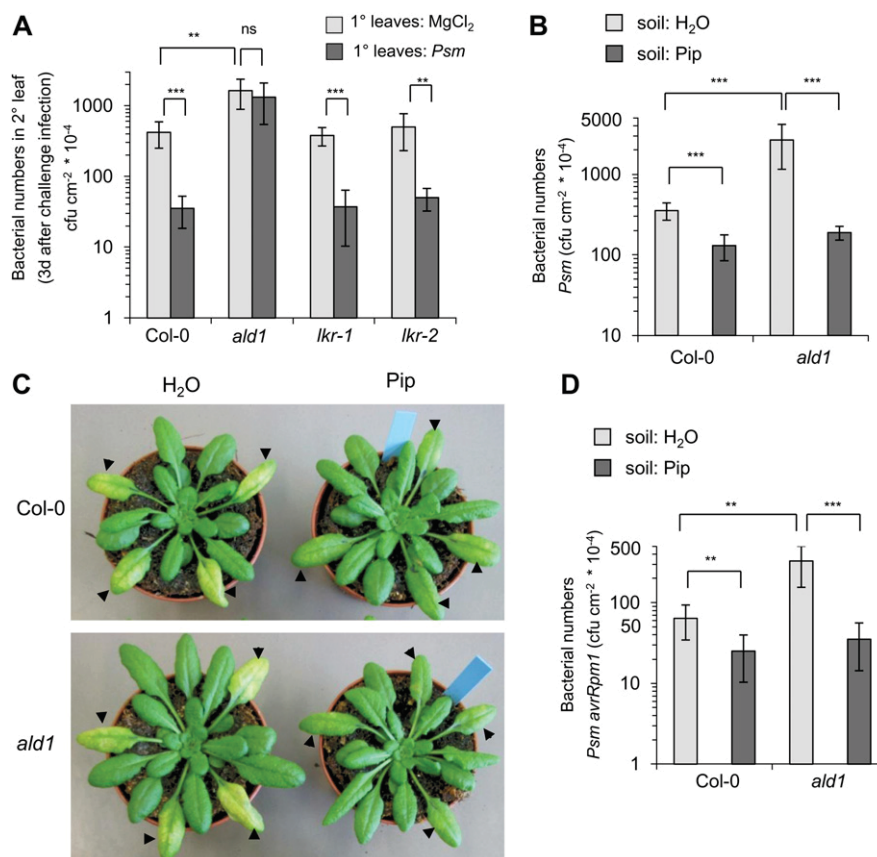 A
1° leaves: MgCl₂
1° leaves: Psm
** ns
*** *** **
Bacterial numbers in 2° leaf
(3d after challenge infection)
cfu cm⁻² * 10⁻⁴
1000
100
10
1
Col-0 ald1 lkr-1 lkr-2
B
soil: H₂O
soil: Pip
*** ***
***
Bacterial numbers
Psm (cfu cm⁻² * 10⁻⁴)
5000
1000
100
10
Col-0 ald1
C
H₂O Pip
Col-0
ald1
D
soil: H₂O
soil: Pip
** ***
**
Bacterial numbers
Psm avrRpm1 (cfu cm⁻² * 10⁻⁴)
500
100
50
10
1
Col-0 ald1